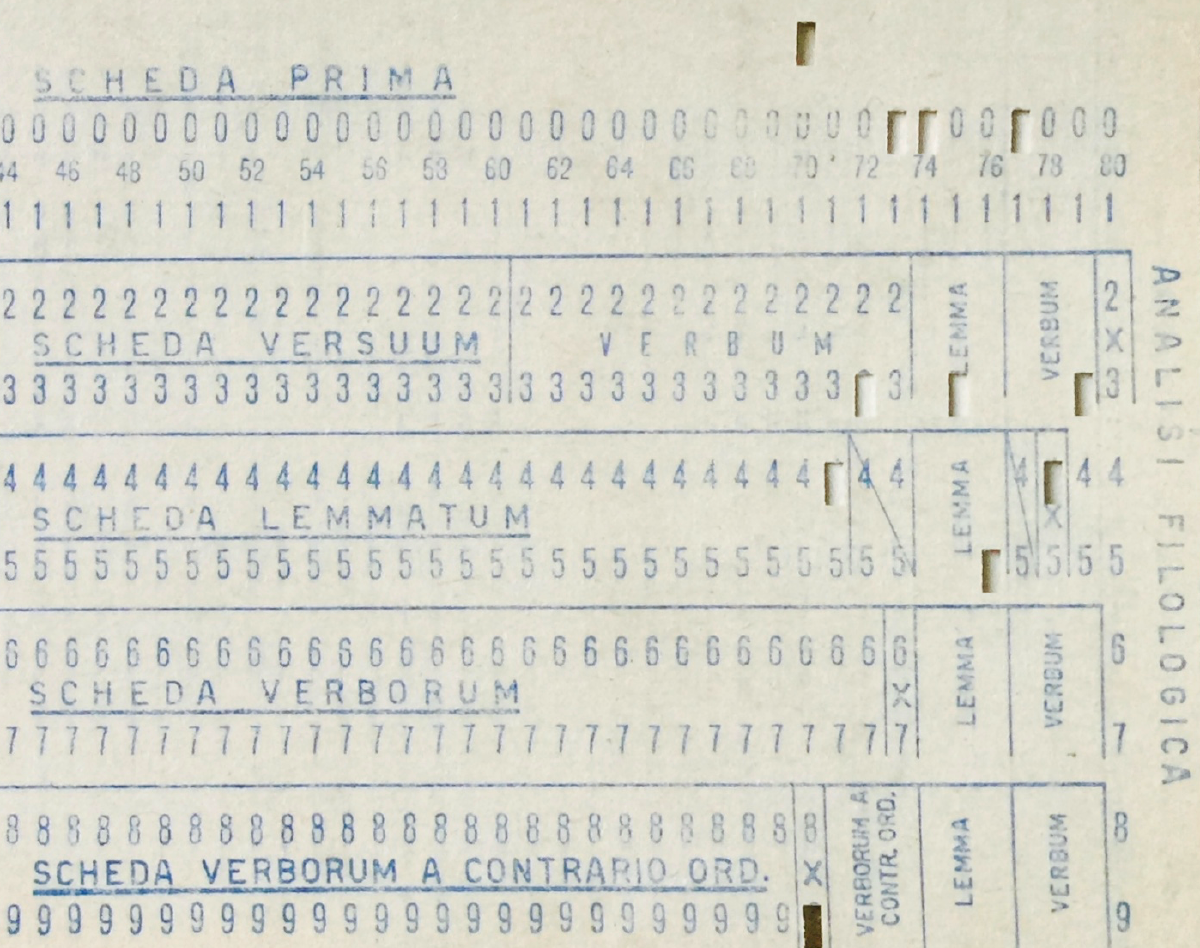 SCHEDA PRIMA
0 0 0 0 0 0 0 0 0 0 0 0 0 0 0 0 0 0 0 0 0 0 0 0 0 0 0 0 0 0 0 0 0 0
44 46 48 50 52 54 56 58 60 62 64 66 68 70 72 74 76 78 80
1 1 1 1 1 1 1 1 1 1 1 1 1 1 1 1 1 1 1 1 1 1 1 1 1 1 1 1 1 1 1 1 1 1 1 1 1
2 2 2 2 2 2 2 2 2 2 2 2 2 2 2 2 2 2 2 2 2 2 2 2 2 2 2 2 2 2 2
SCHEDA VERSUUM VERBUM LEMMA VERBUM X
3 3 3 3 3 3 3 3 3 3 3 3 3 3 3 3 3 3 3 3 3 3 3 3 3 3 3 3 3 3
4 4 4 4 4 4 4 4 4 4 4 4 4 4 4 4 4 4 4 4 4 4 4 4 4 4 4 4 4 4 4 4
SCHEDA LEMMATUM LEMMA X
5 5 5 5 5 5 5 5 5 5 5 5 5 5 5 5 5 5 5 5 5 5 5 5 5 5 5 5 5 5 5 5 5 5
6 6 6 6 6 6 6 6 6 6 6 6 6 6 6 6 6 6 6 6 6 6 6 6 6 6 6 6 6 6 6
SCHEDA VERBORUM X LEMMA VERBUM
7 7 7 7 7 7 7 7 7 7 7 7 7 7 7 7 7 7 7 7 7 7 7 7 7 7 7 7 7 7 7
8 8 8 8 8 8 8 8 8 8 8 8 8 8 8 8 8 8 8 8 8 8 8 8 8 8 8 8
SCHEDA VERBORUM A CONTRARIO ORD. X VERBORUM A CONTR. ORD. LEMMA VERBUM
9 9 9 9 9 9 9 9 9 9 9 9 9 9 9 9 9 9 9 9 9 9 9 9 9 9 9
ANALISI FILOLOGICA